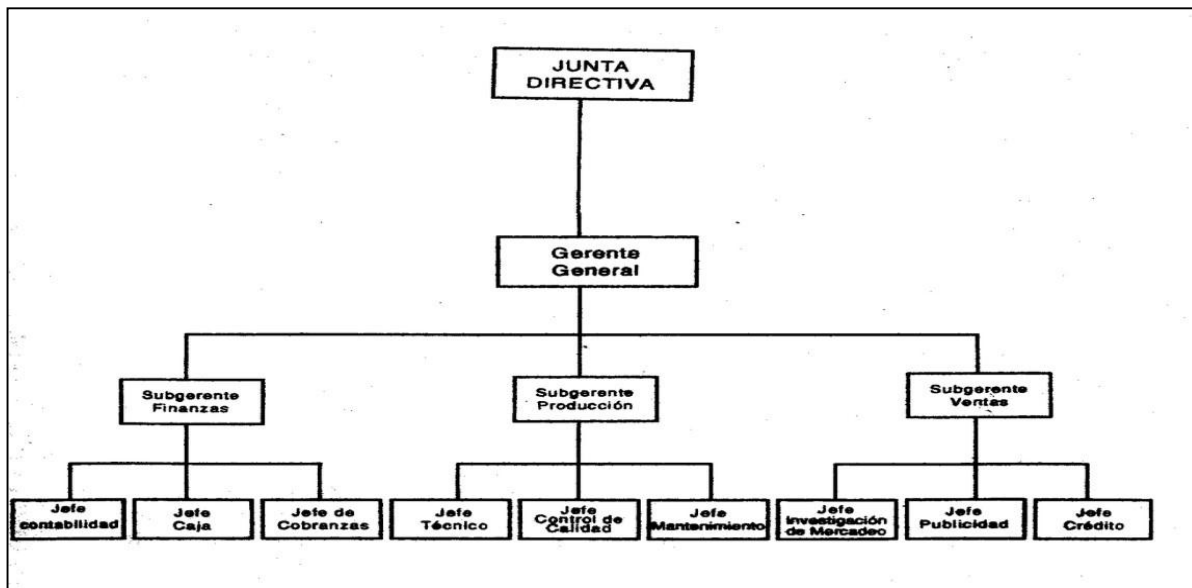 JUNTA
DIRECTIVA
Gerente
General
Subgerente
Finanzas
Subgerente
Producción
Subgerente
Ventas
Jefe
contabilidad
Jefe
Caja
Jefe de
Cobranzas
Jefe
Técnico
Jefe
Control de
Calidad
Jefe
Mantenimiento
Jefe
Investigación
de Mercadeo
Jefe
Publicidad
Jefe
Crédito